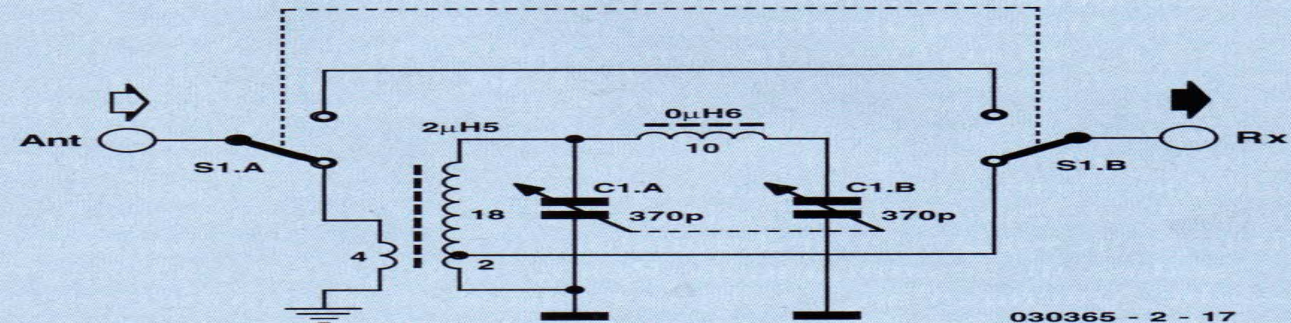 0µH6
2µH5
Ant
Rx
10
S1.A
S1.B
C1.A
C1.B
18
370p
370p
4
2
030365 - 2 - 17